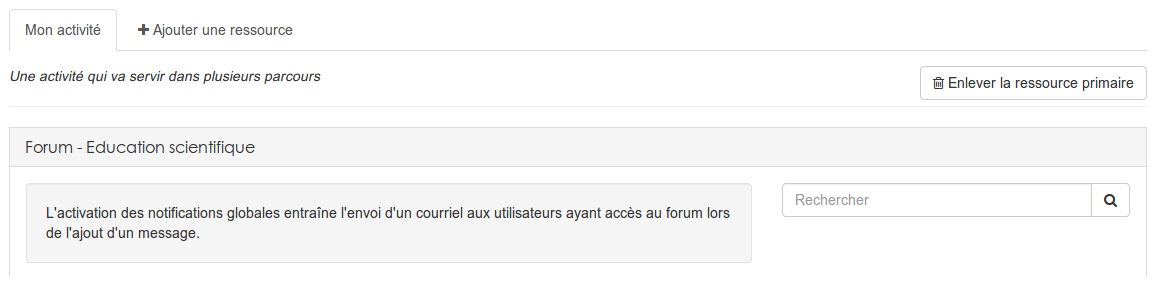 Mon activité
Ajouter une ressource
Une activité qui va servir dans plusieurs parcours
Enlever la ressource primaire
Forum - Education scientifique
L'activation des notifications globales entraîne l'envoi d'un courriel aux utilisateurs ayant accès au forum lors
de l'ajout d'un message.
Rechercher